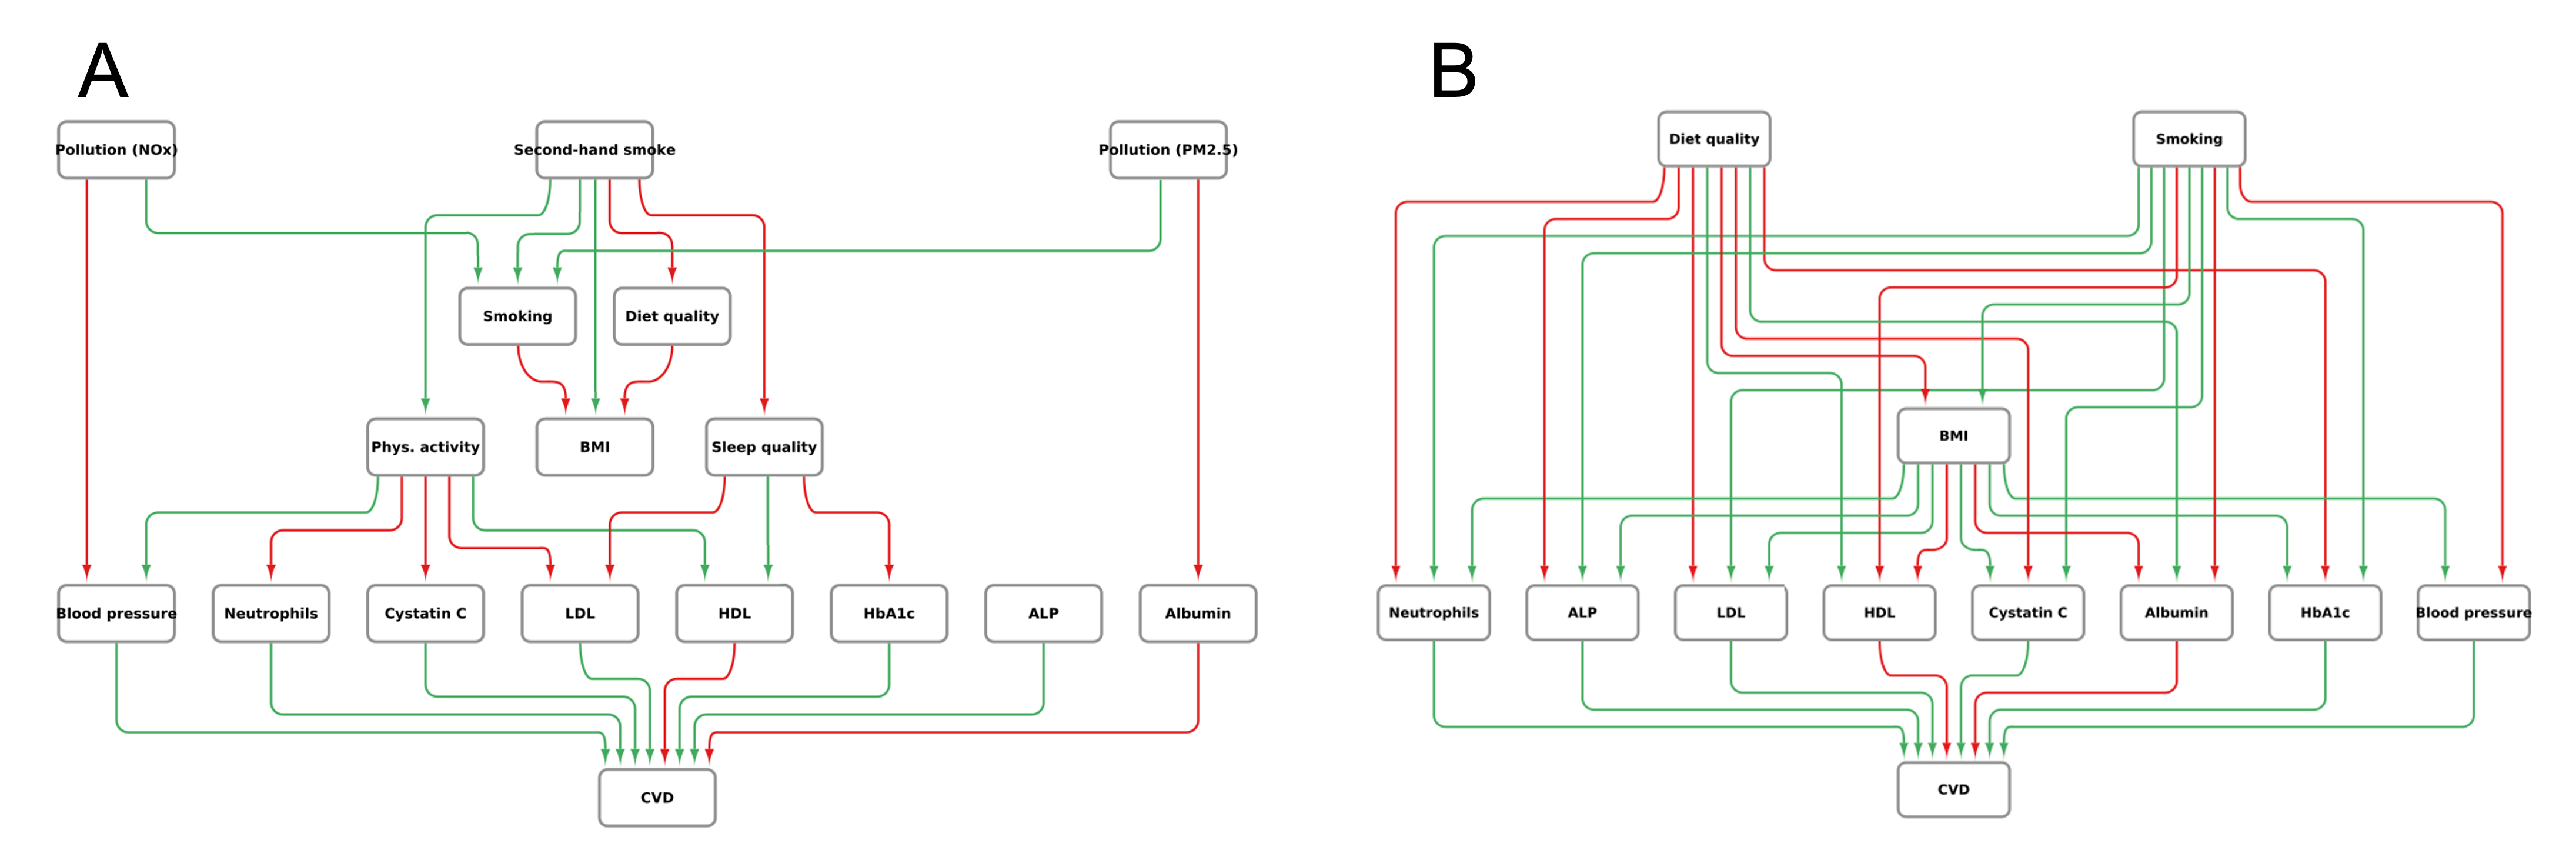 A
Pollution (NOx)
Second-hand smoke
Pollution (PM2.5)
Smoking
Diet quality
Phys. activity
BMI
Sleep quality
Blood pressure
Neutrophils
Cystatin C
LDL
HDL
HbA1c
ALP
Albumin
CVD
B
Diet quality
Smoking
BMI
Neutrophils
ALP
LDL
HDL
Cystatin C
Albumin
HbA1c
Blood pressure
CVD